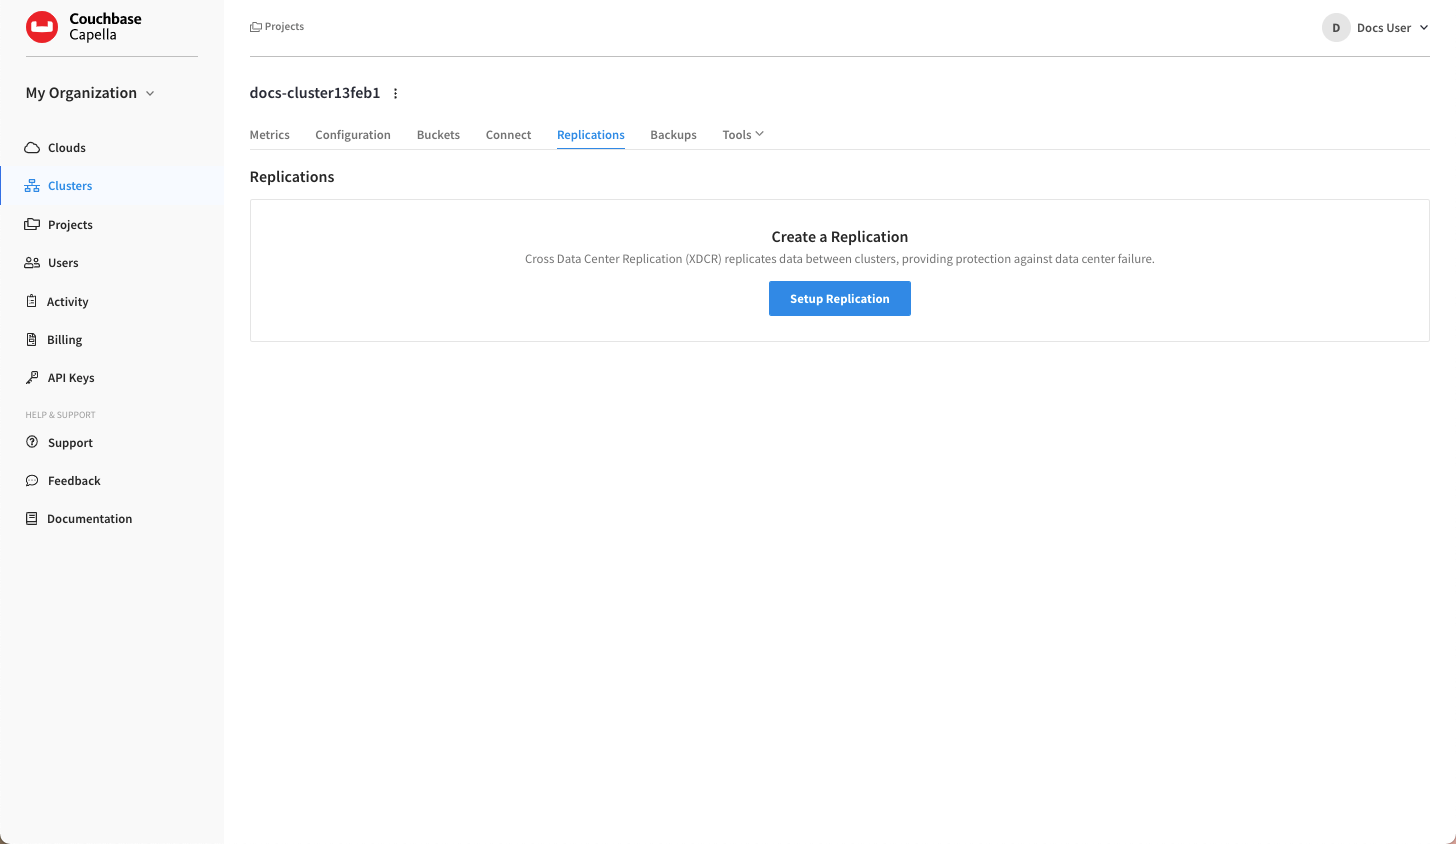 Couchbase
Capella
Projects
D Docs User
My Organization
docs-cluster13feb1
Metrics Configuration Buckets Connect Replications Backups Tools
Clouds
Clusters
Projects
Users
Activity
Billing
API Keys
HELP & SUPPORT
Support
Feedback
Documentation
Replications
Create a Replication
Cross Data Center Replication (XDCR) replicates data between clusters, providing protection against data center failure.
Setup Replication